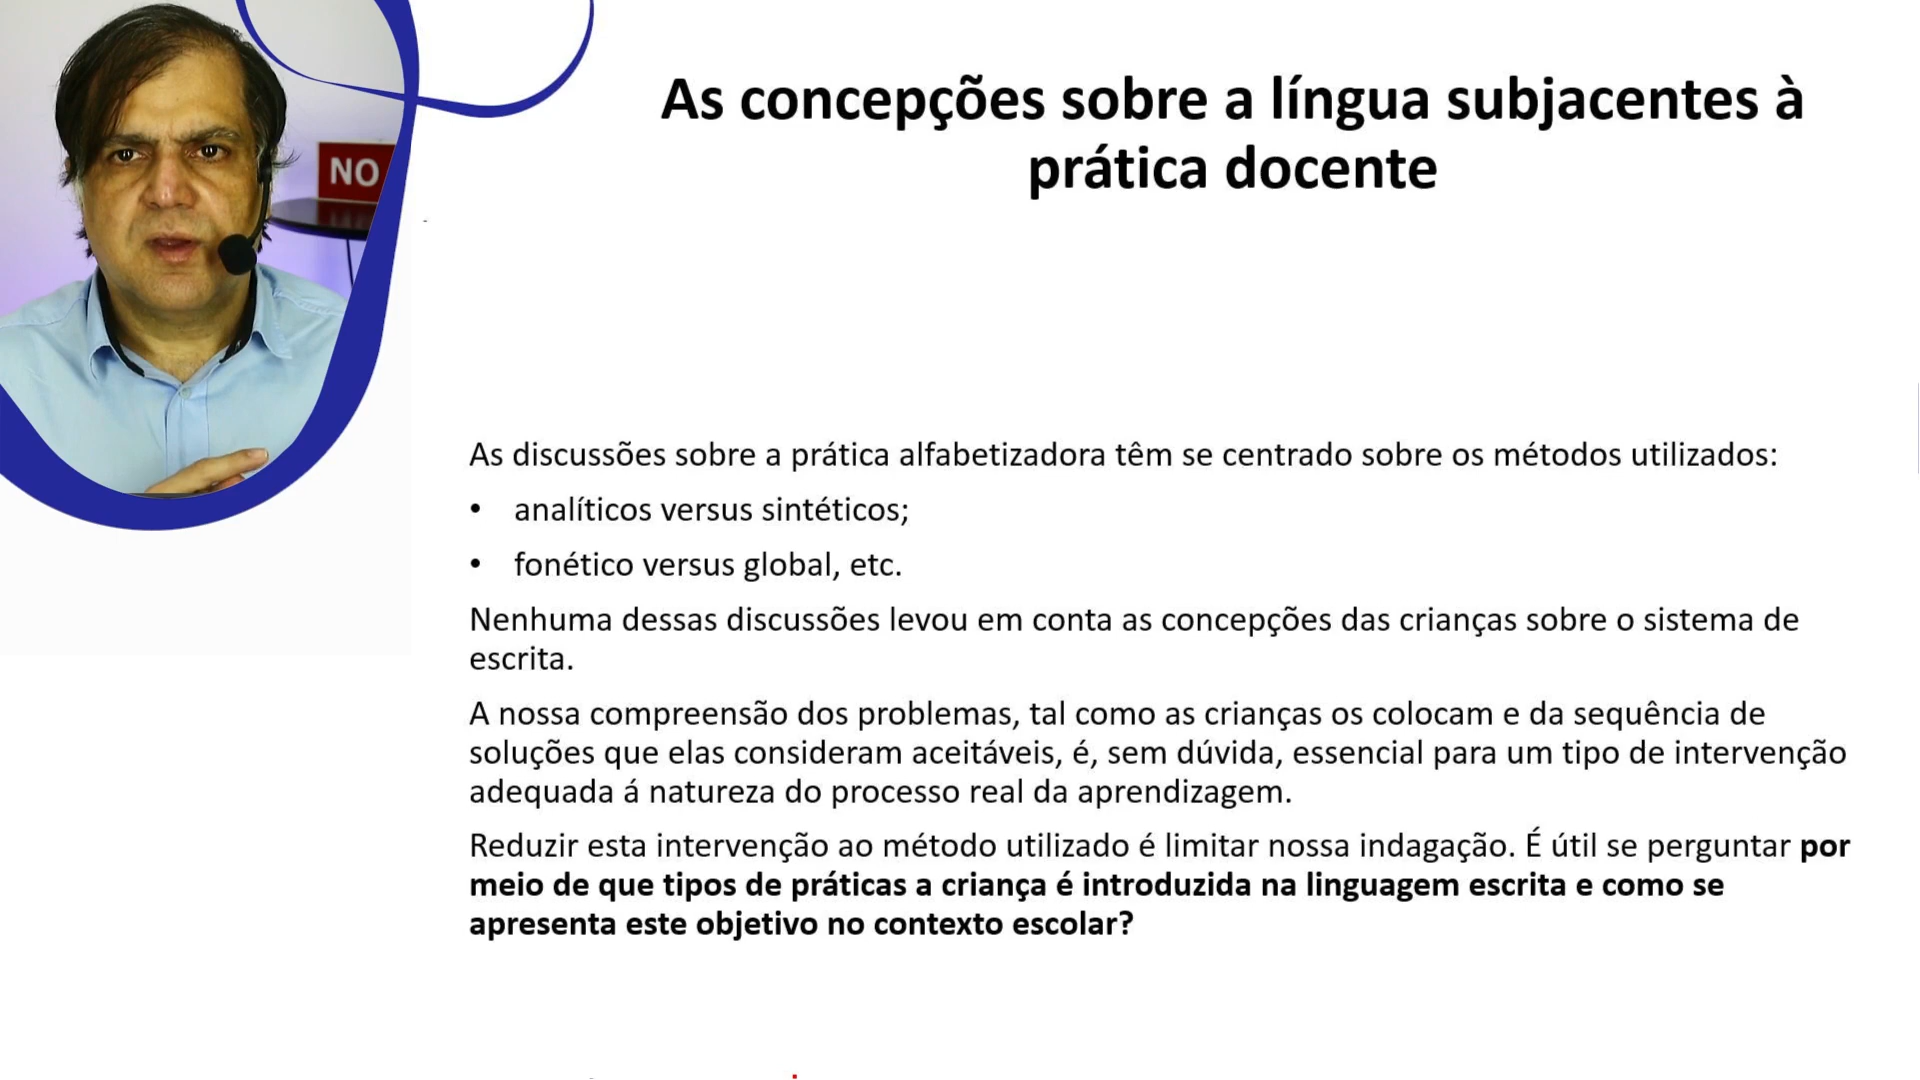 NO
As concepções sobre a língua subjacentes à
prática docente
As discussões sobre a prática alfabetizadora têm se centrado sobre os métodos utilizados:
• analíticos versus sintéticos;
• fonético versus global, etc.
Nenhuma dessas discussões levou em conta as concepções das crianças sobre o sistema de
escrita.
A nossa compreensão dos problemas, tal como as crianças os colocam e da sequência de
soluções que elas consideram aceitáveis, é, sem dúvida, essencial para um tipo de intervenção
adequada á natureza do processo real da aprendizagem.
Reduzir esta intervenção ao método utilizado é limitar nossa indagação. É útil se perguntar por
meio de que tipos de práticas a criança é introduzida na linguagem escrita e como se
apresenta este objetivo no contexto escolar?